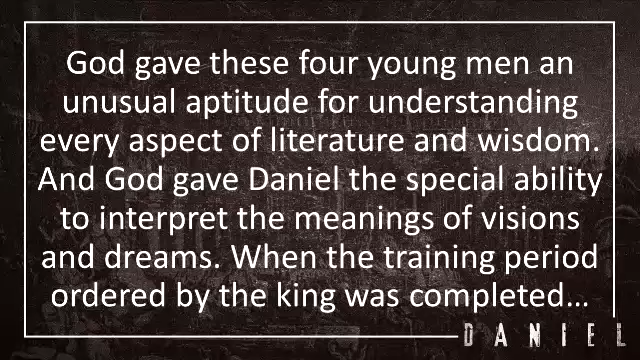 God gave these four young men an
unusual aptitude for understanding
every aspect of literature and wisdom.
And God gave Daniel the special ability
to interpret the meanings of visions
and dreams. When the training period
ordered by the king was completed…
DANIEL